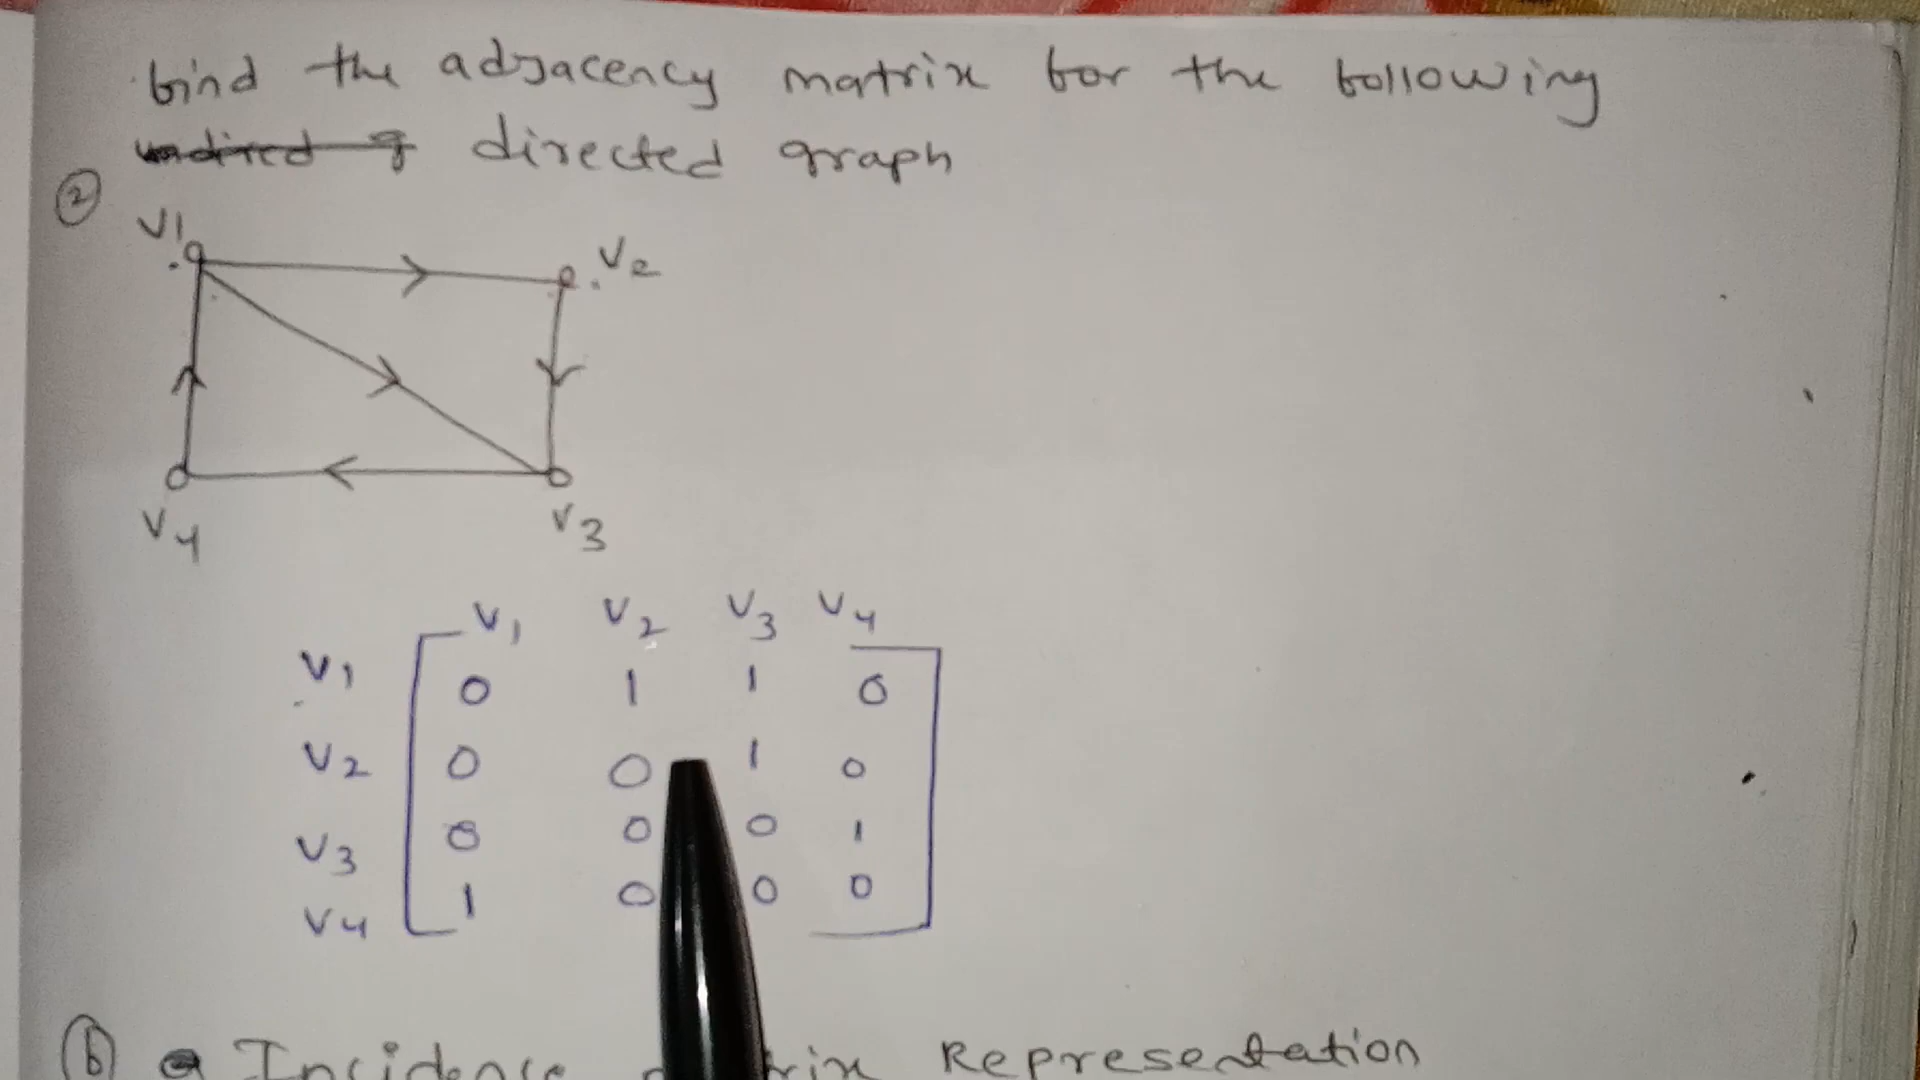 find the adjacency matrix for the following
directed graph
2
V1
V2
V4
V3
V1 V2 V3 V4
V1 0 1 1 0
V2 0 0 1 0
V3 0 0 0 1
V4 1 0 0 0
(b) Incidence Representation